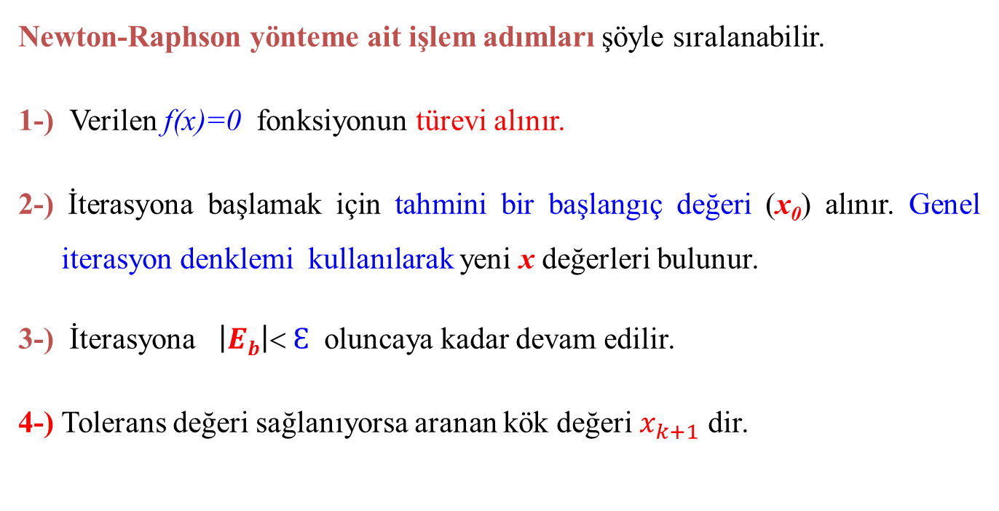 Newton-Raphson yönteme ait işlem adımları şöyle sıralanabilir.
1-) Verilen f(x)=0 fonksiyonun türevi alınır.
2-) İterasyona başlamak için tahmini bir başlangıç değeri (x₀) alınır. Genel
iterasyon denklemi kullanılarak yeni x değerleri bulunur.
3-) İterasyona |E_b|< Ɛ oluncaya kadar devam edilir.
4-) Tolerans değeri sağlanıyorsa aranan kök değeri x_{k+1} dir.